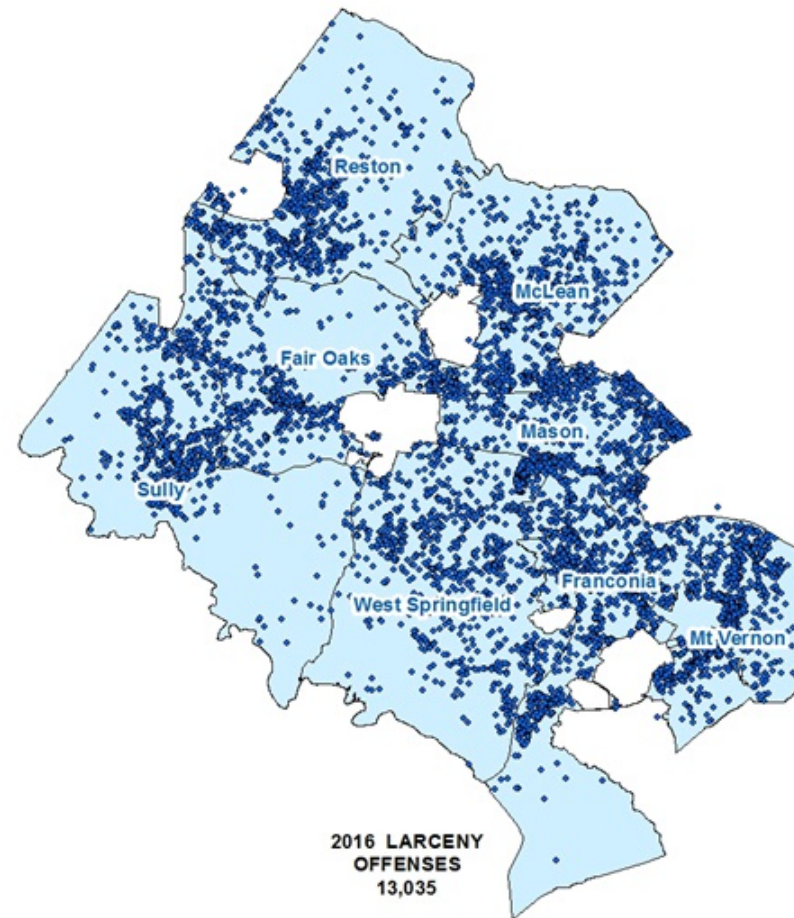 Reston
McLean
Fair Oaks
Mason
Sully
Franconia
West Springfield
Mt Vernon
2016 LARCENY
OFFENSES
13,035